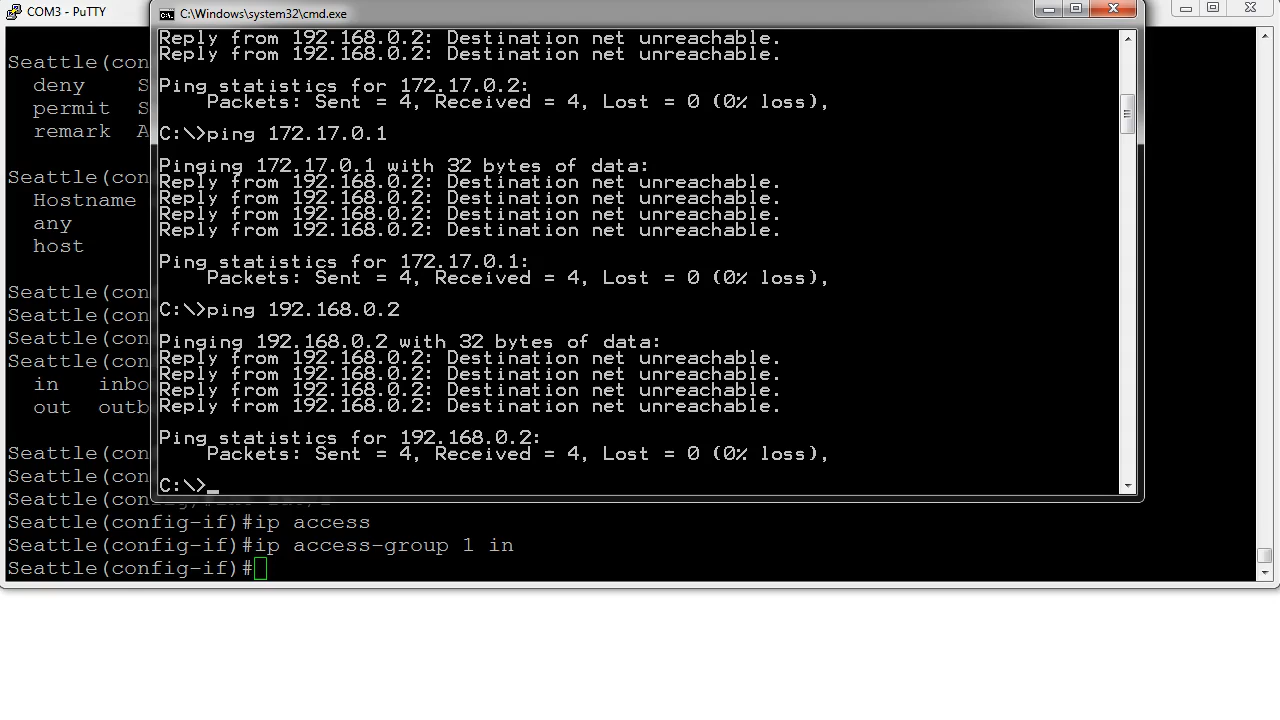 COM3 - PuTTY
C:\Windows\system32\cmd.exe
Reply from 192.168.0.2: Destination net unreachable.
Reply from 192.168.0.2: Destination net unreachable.
Ping statistics for 172.17.0.2:
Packets: Sent = 4, Received = 4, Lost = 0 (0% loss),
C:\>ping 172.17.0.1
Pinging 172.17.0.1 with 32 bytes of data:
Reply from 192.168.0.2: Destination net unreachable.
Reply from 192.168.0.2: Destination net unreachable.
Reply from 192.168.0.2: Destination net unreachable.
Reply from 192.168.0.2: Destination net unreachable.
Ping statistics for 172.17.0.1:
Packets: Sent = 4, Received = 4, Lost = 0 (0% loss),
C:\>ping 192.168.0.2
Pinging 192.168.0.2 with 32 bytes of data:
Reply from 192.168.0.2: Destination net unreachable.
Reply from 192.168.0.2: Destination net unreachable.
Reply from 192.168.0.2: Destination net unreachable.
Reply from 192.168.0.2: Destination net unreachable.
Ping statistics for 192.168.0.2:
Packets: Sent = 4, Received = 4, Lost = 0 (0% loss),
C:\>
Seattle(con
deny S
permit S
remark A
Seattle(con
Hostname
any
host
Seattle(con
Seattle(con
Seattle(con
Seattle(con
in inbo
out outb
Seattle(con
Seattle(con
Seattle(config)
Seattle(config-if)#ip access
Seattle(config-if)#ip access-group 1 in
Seattle(config-if)#